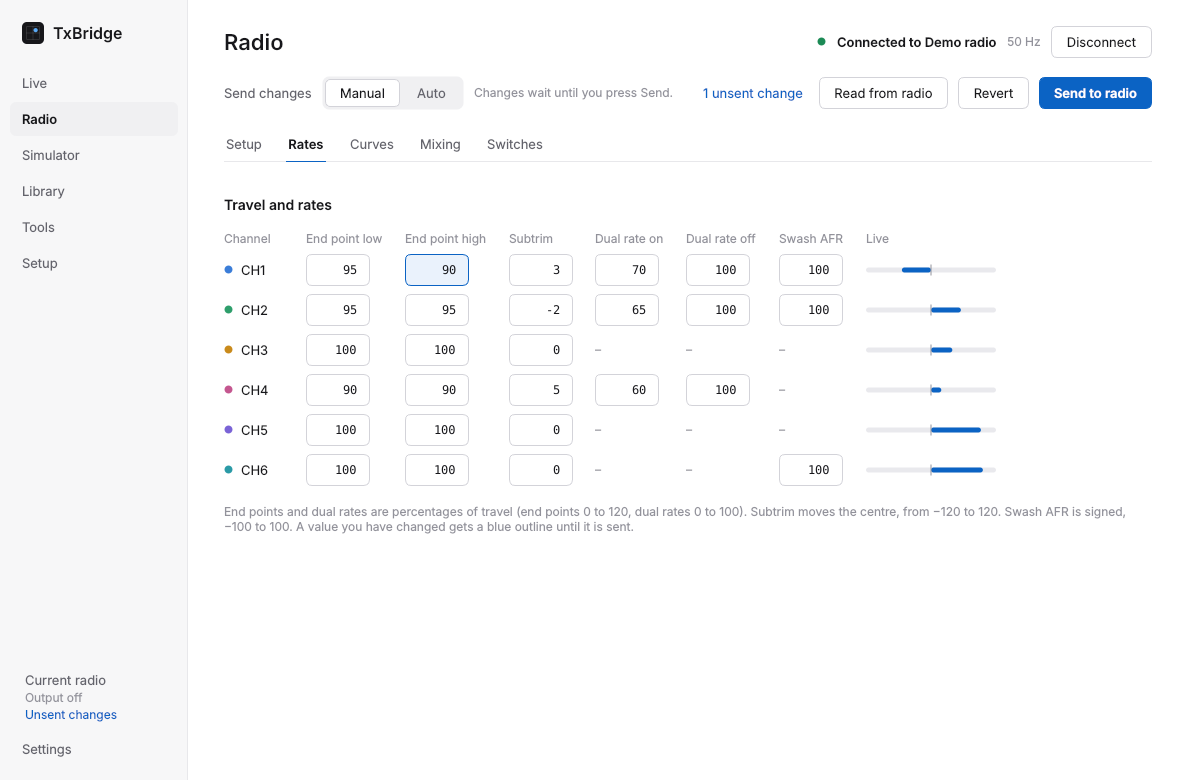 TxBridge
Live
Radio
Simulator
Library
Tools
Setup
Current radio
Output off
Unsent changes
Settings
Radio
Connected to Demo radio 50 Hz Disconnect
Send changes Manual Auto Changes wait until you press Send. 1 unsent change Read from radio Revert Send to radio
Setup Rates Curves Mixing Switches
Travel and rates
Channel End point low End point high Subtrim Dual rate on Dual rate off Swash AFR Live
CH1 95 90 3 70 100 100
CH2 95 95 -2 65 100 100
CH3 100 100 0 – – –
CH4 90 90 5 60 100 –
CH5 100 100 0 – – –
CH6 100 100 0 – – 100
End points and dual rates are percentages of travel (end points 0 to 120, dual rates 0 to 100). Subtrim moves the centre, from −120 to 120. Swash AFR is signed,
−100 to 100. A value you have changed gets a blue outline until it is sent.